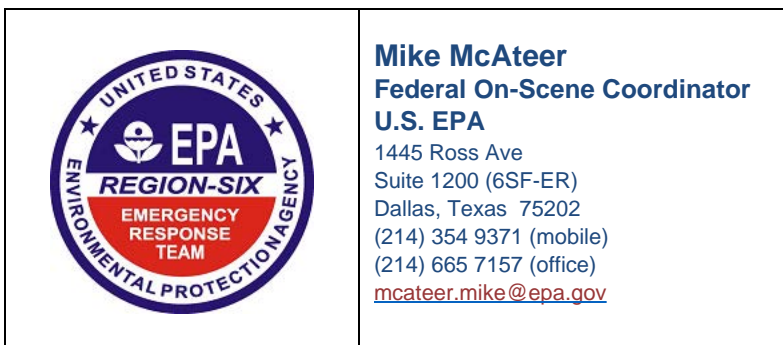 UNITED STATES
EPA
REGION-SIX
EMERGENCY
RESPONSE
TEAM
ENVIRONMENTAL PROTECTIONAGENCY
Mike McAteer
Federal On-Scene Coordinator
U.S. EPA
1445 Ross Ave
Suite 1200 (6SF-ER)
Dallas, Texas  75202
(214) 354 9371 (mobile)
(214) 665 7157 (office)
mcateer.mike@epa.gov